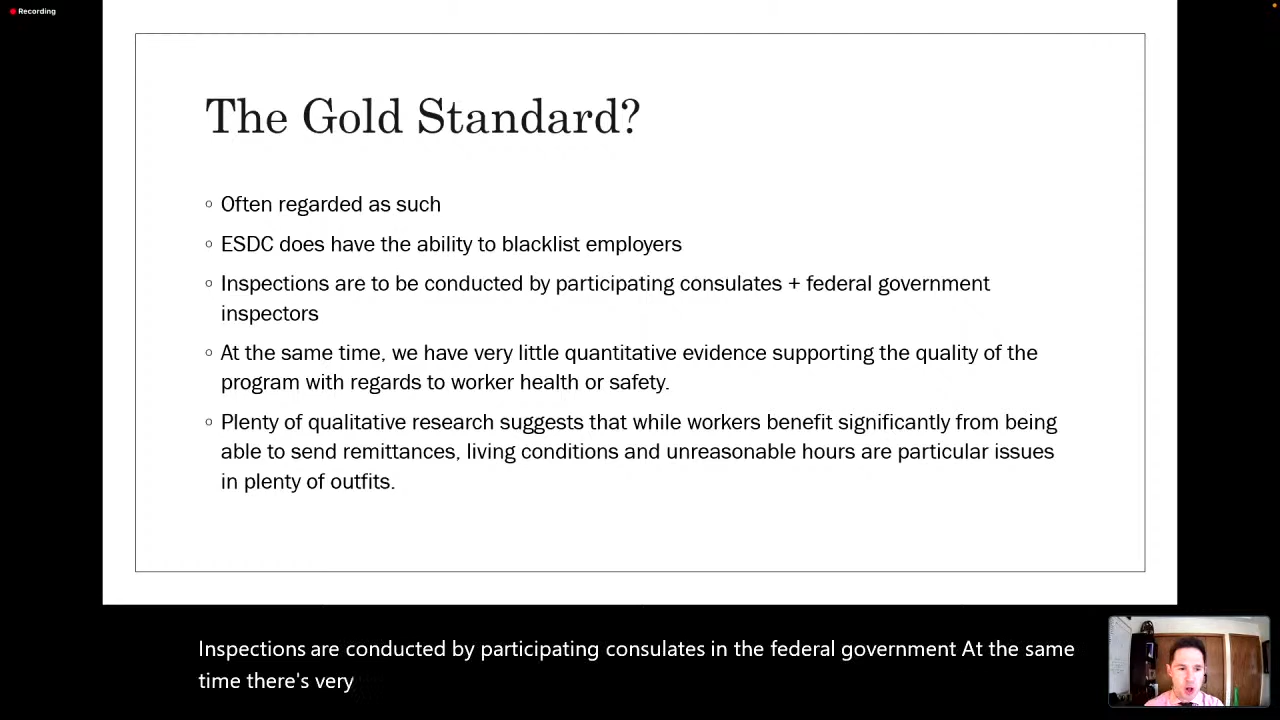 Recording
The Gold Standard?
◦ Often regarded as such
◦ ESDC does have the ability to blacklist employers
◦ Inspections are to be conducted by participating consulates + federal government
inspectors
◦ At the same time, we have very little quantitative evidence supporting the quality of the
program with regards to worker health or safety.
◦ Plenty of qualitative research suggests that while workers benefit significantly from being
able to send remittances, living conditions and unreasonable hours are particular issues
in plenty of outfits.
Inspections are conducted by participating consulates in the federal government At the same
time there's very